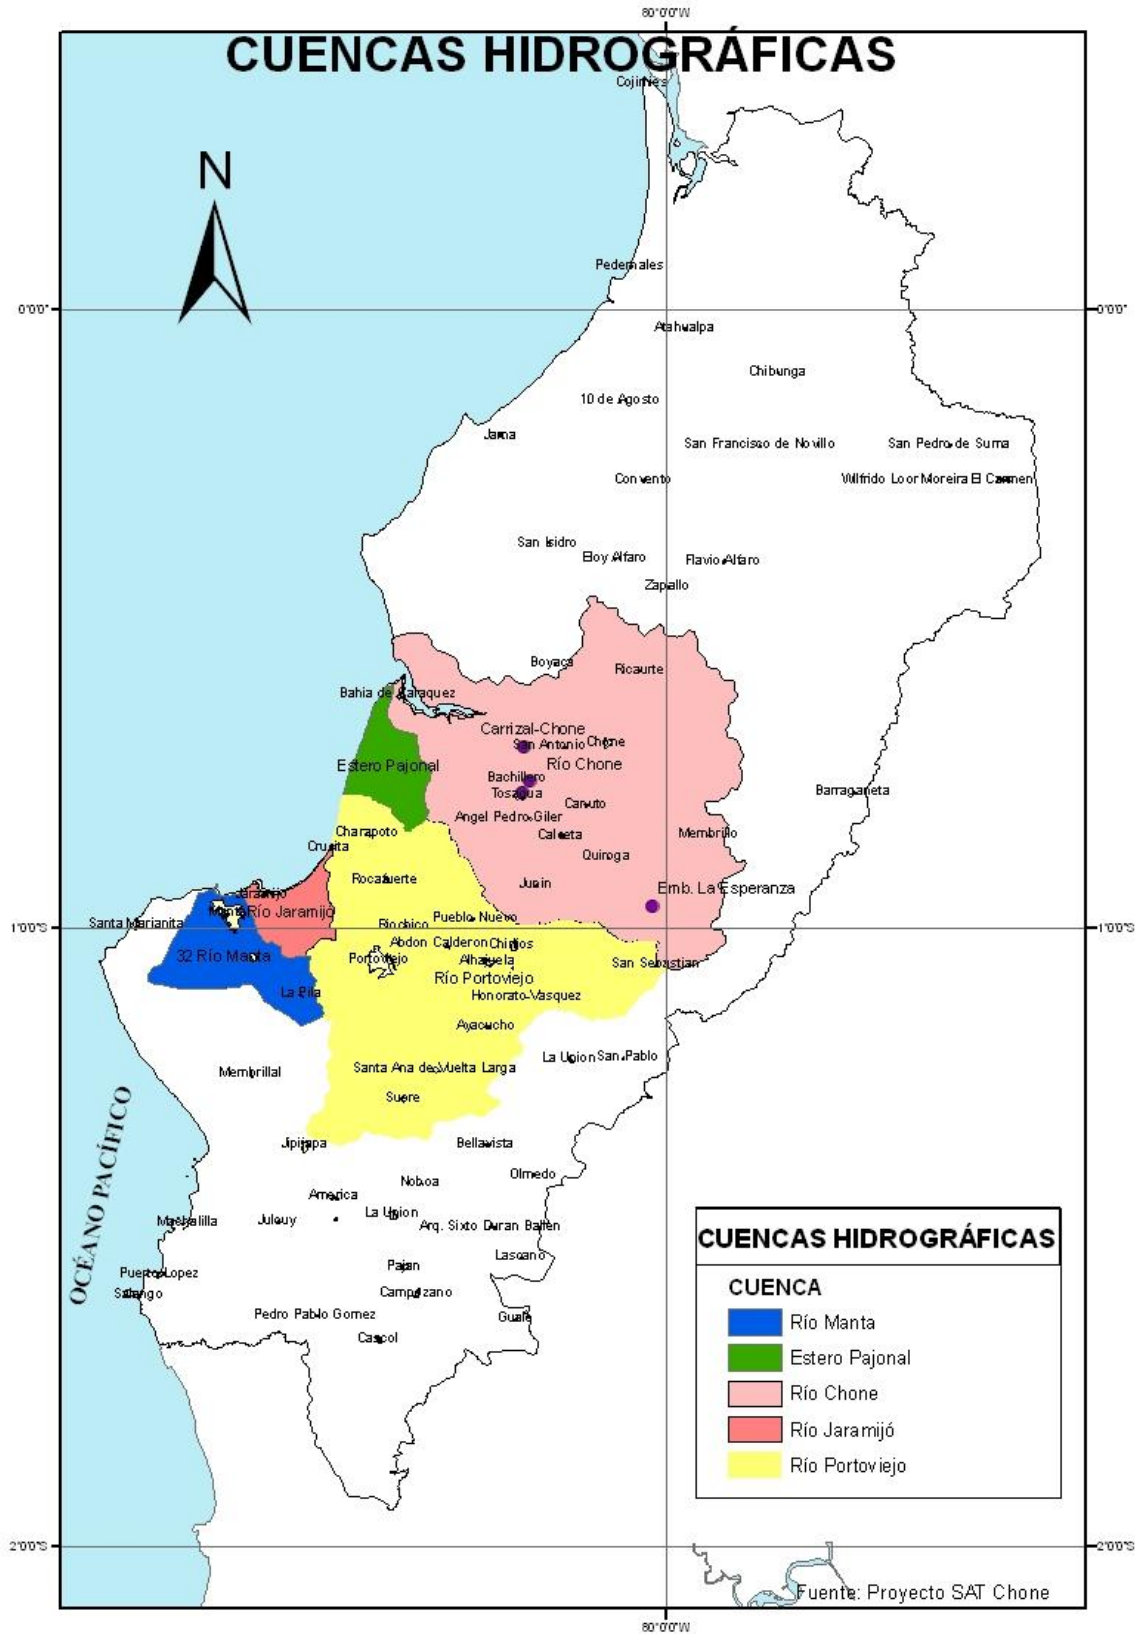 80°0'0"W
CUENCAS HIDROGRÁFICAS
Cojimies
N
Pedernales
0°0'0" 0°0'0"
Atahualpa
Chibunga
10 de Agosto
Jama
San Francisco de Novillo San Pedro de Suma
Convento Wilfrido Loor Moreira El Carmen
San Isidro
Eloy Alfaro Flavio Alfaro
Zapallo
Boyaca
Ricaurte
Bahia de Caraquez
Carrizal-Chone
San Antonio Chone
Río Chone
Estero Pajonal
Bachillero
Tosagua
Canuto
Barraganeta
Angel Pedro Giler
Charapoto
Calceta
Membrillo
Crucita
Quiroga
Rocafuerte
Junin
Emb. La Esperanza
Jaramijo
Manta
Río Jaramijó
Pueblo Nuevo
Santa Marianita
Riochico
1°0'0"S 1°0'0"S
Abdon Calderon Chirijos
32 Río Manta
Portoviejo
Alhajuela
San Sebastian
Río Portoviejo
La Pila
Honorato Vasquez
Ayacucho
La Union San Pablo
Membrillal
Santa Ana de Vuelta Larga
Sucre
OCÉANO PACÍFICO
Jipijapa
Bellavista
Olmedo
Noboa
America
La Union
Machalilla
Julcuy
Arq. Sixto Duran Ballen
Lascano
Pajan
Puerto Lopez
Salango
Campozano
Pedro Pablo Gomez
Guale
Cascol
CUENCAS HIDROGRÁFICAS
CUENCA
Río Manta
Estero Pajonal
Río Chone
Río Jaramijó
Río Portoviejo
2°0'0"S 2°0'0"S
Fuente: Proyecto SAT Chone
80°0'0"W